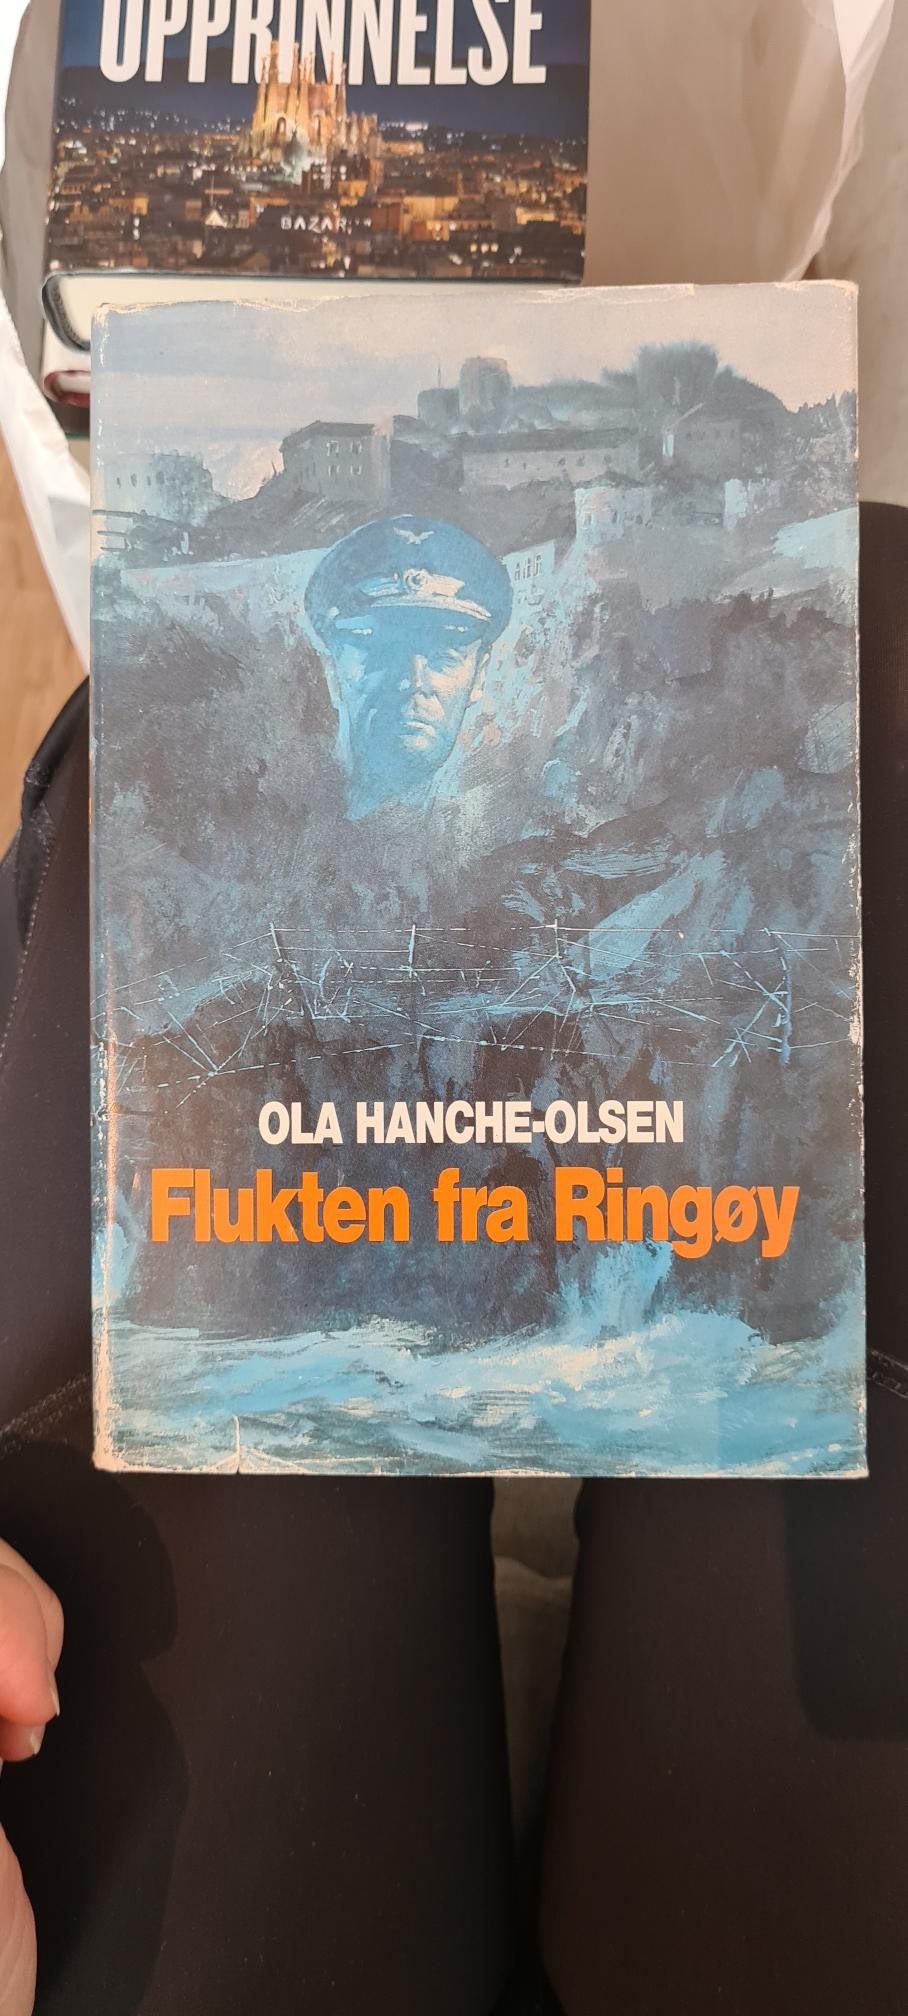 OPPRINNELSE
BAZAR
OLA HANCHE-OLSEN
Flukten fra Ringøy